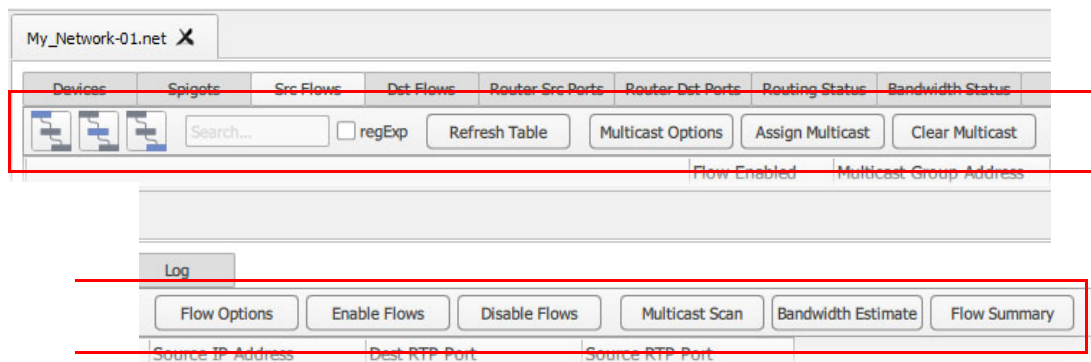 My_Network-01.net X
Devices Spigots Src Flows Dst Flows Router Src Ports Router Dst Ports Routing Status Bandwidth Status
Search... regExp Refresh Table Multicast Options Assign Multicast Clear Multicast
Flow Enabled Multicast Group Address
Log
Flow Options Enable Flows Disable Flows Multicast Scan Bandwidth Estimate Flow Summary
Source IP Address Dest RTP Port Source RTP Port